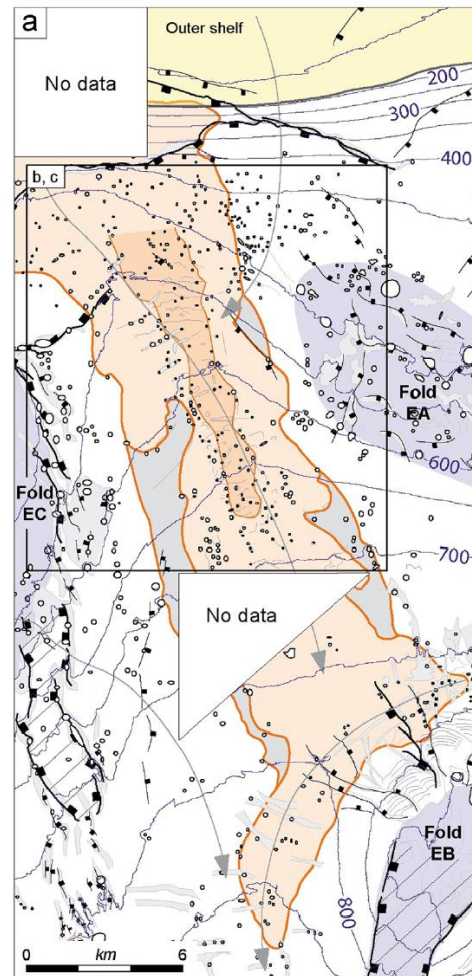 a
Outer shelf
No data
200
300
400
b, c
Fold
EA
600
Fold
EC
700
No data
Fold
EB
800
0 km 6